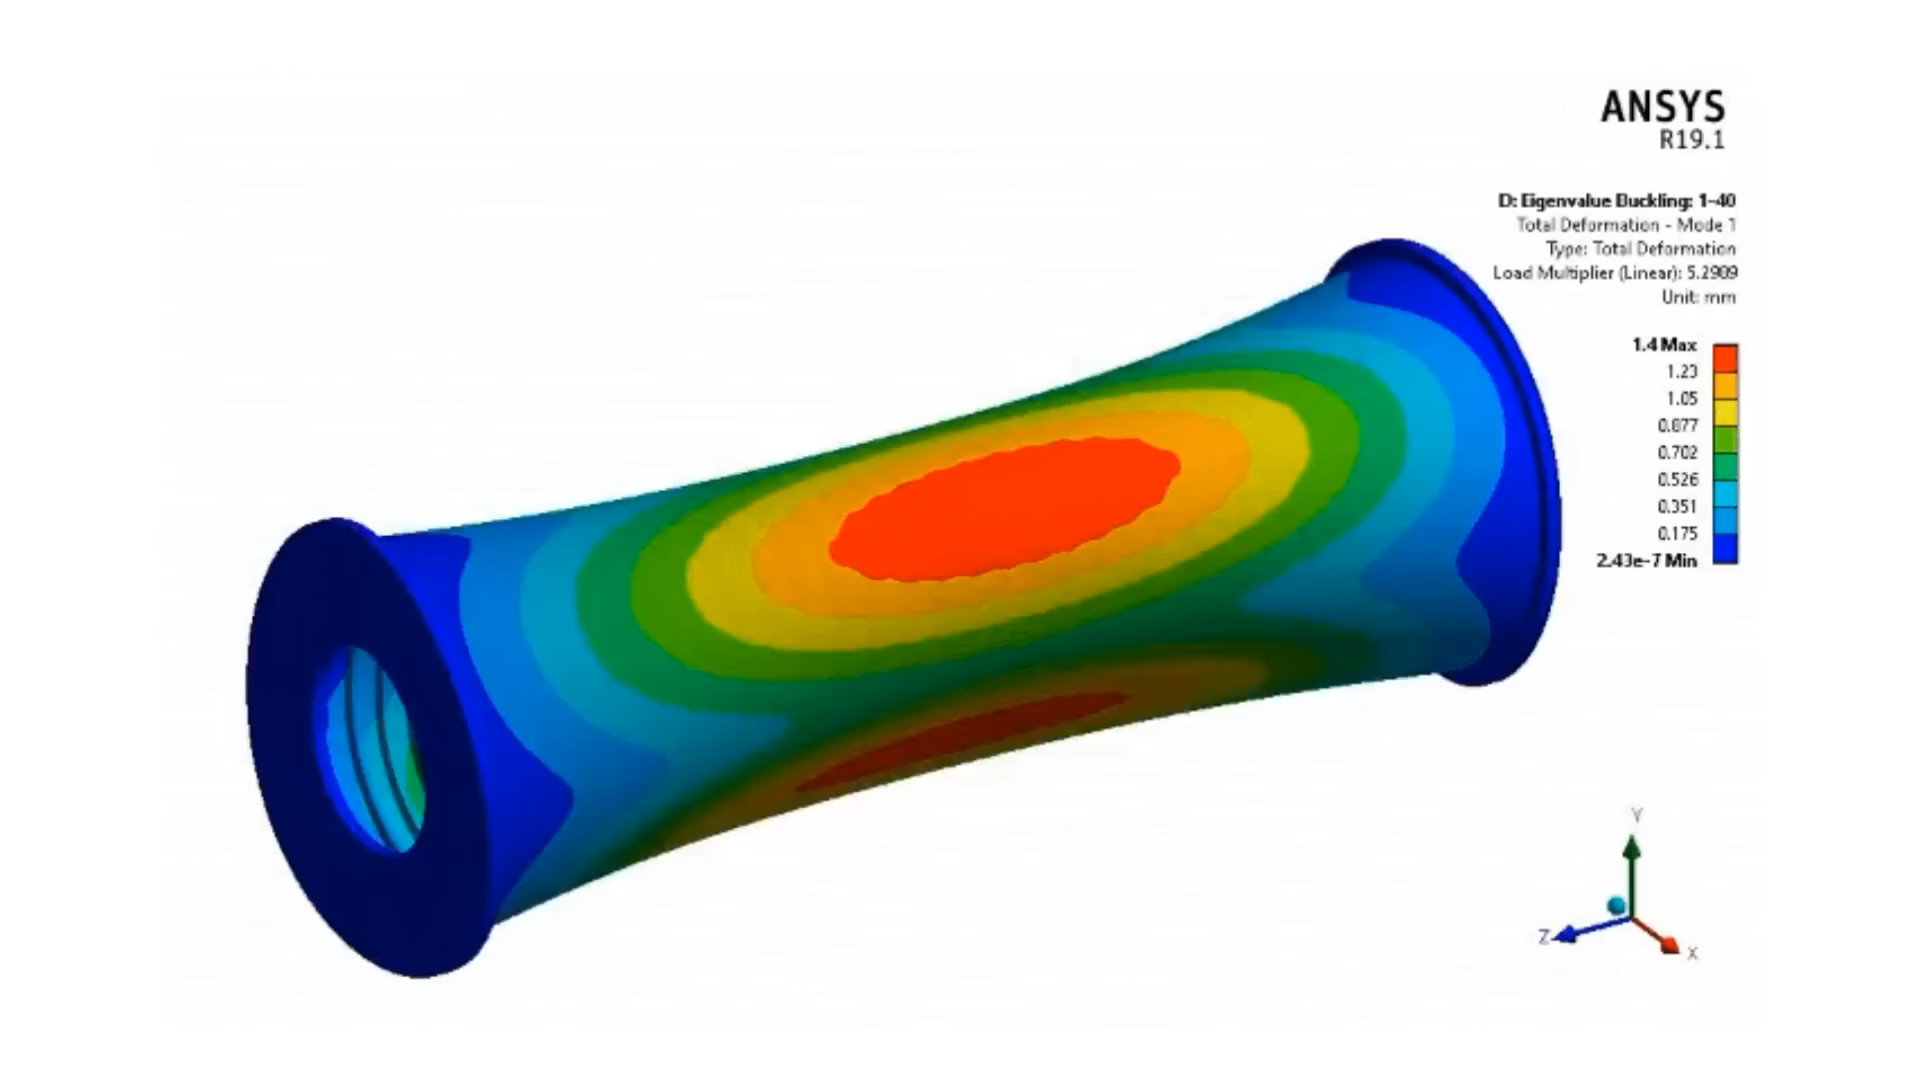 ANSYS
R19.1
D: Eigenvalue Buckling: 1-40
Total Deformation - Mode 1
Type: Total Deformation
Load Multiplier (Linear): 5.2989
Unit: mm
1.4 Max
1.23
1.05
0.877
0.702
0.526
0.351
0.175
2.43e-7 Min
Y
Z
X